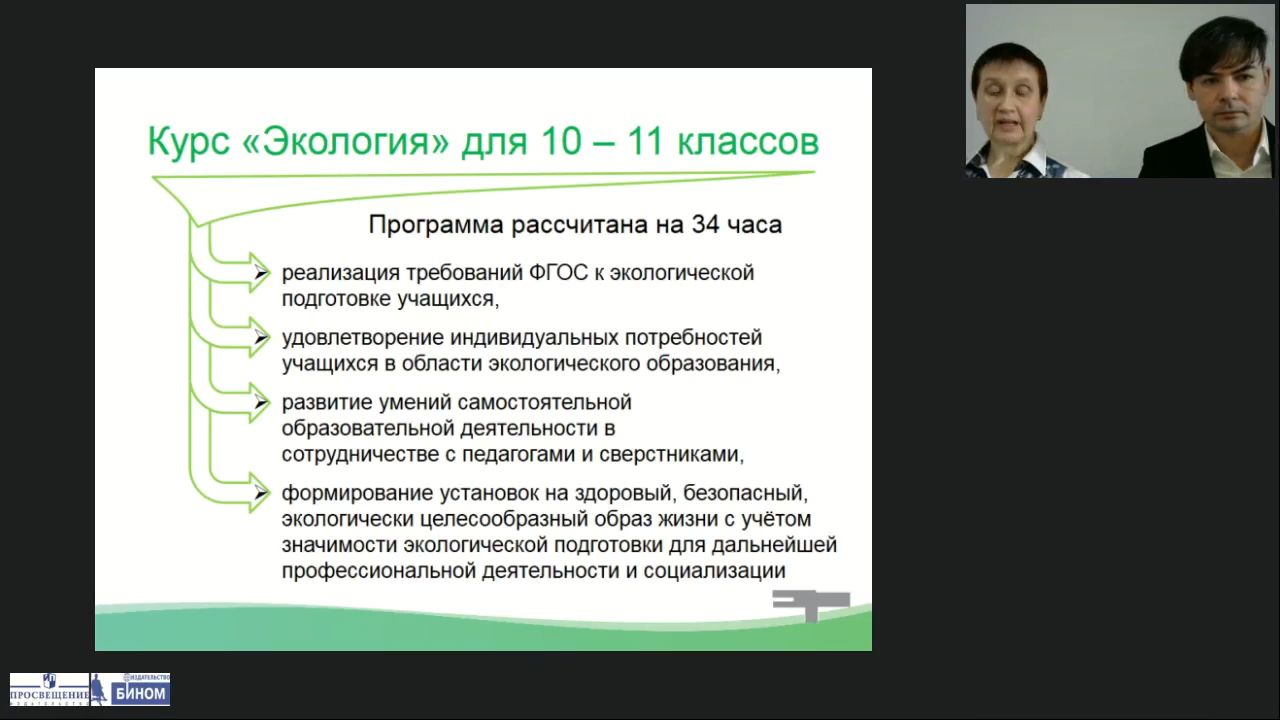 Курс «Экология» для 10 – 11 классов
Программа рассчитана на 34 часа
реализация требований ФГОС к экологической
подготовке учащихся,
удовлетворение индивидуальных потребностей
учащихся в области экологического образования,
развитие умений самостоятельной
образовательной деятельности в
сотрудничестве с педагогами и сверстниками,
формирование установок на здоровый, безопасный,
экологически целесообразный образ жизни с учётом
значимости экологической подготовки для дальнейшей
профессиональной деятельности и социализации
ПРОСВЕЩЕНИЕ
ИЗДАТЕЛЬСТВО
ИЗДАТЕЛЬСТВО
БИНОМ